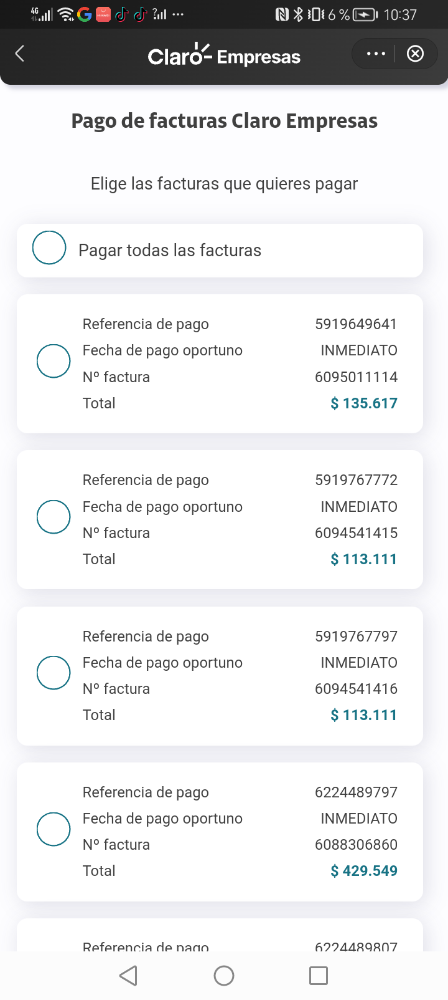 4G ? 6 % 10:37
Claro- Empresas
Pago de facturas Claro Empresas
Elige las facturas que quieres pagar
Pagar todas las facturas
Referencia de pago 5919649641
Fecha de pago oportuno INMEDIATO
Nº factura 6095011114
Total $ 135.617
Referencia de pago 5919767772
Fecha de pago oportuno INMEDIATO
Nº factura 6094541415
Total $ 113.111
Referencia de pago 5919767797
Fecha de pago oportuno INMEDIATO
Nº factura 6094541416
Total $ 113.111
Referencia de pago 6224489797
Fecha de pago oportuno INMEDIATO
Nº factura 6088306860
Total $ 429.549
Referencia de pago 6224489807